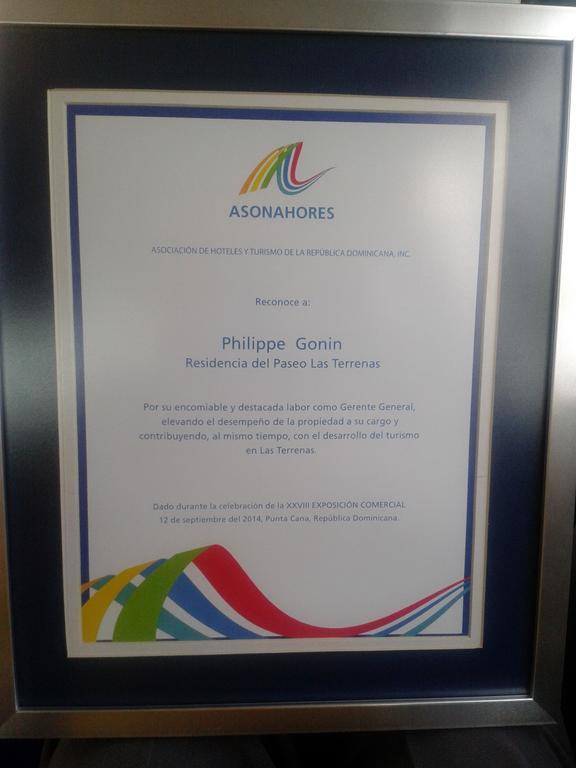 ASONAHORES
ASOCIACIÓN DE HOTELES Y TURISMO DE LA REPÚBLICA DOMINICANA, INC.
Reconoce a:
Philippe Gonin
Residencia del Paseo Las Terrenas
Por su encomiable y destacada labor como Gerente General,
elevando el desempeño de la propiedad a su cargo y
contribuyendo, al mismo tiempo, con el desarrollo del turismo
en Las Terrenas.
Dado durante la celebración de la XXVIII EXPOSICIÓN COMERCIAL
12 de septiembre del 2014, Punta Cana, República Dominicana.